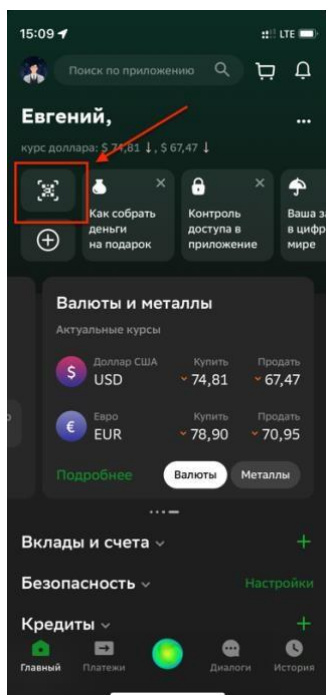 15:09
LTE
Поиск по приложению
Евгений,
курс доллара: $ 74,81 ↓, $ 67,47 ↓
Как собрать
деньги
на подарок
Контроль
доступа в
приложение
Ваша за
в цифр
мире
Валюты и металлы
Актуальные курсы
Доллар США Купить Продать
$ USD 74,81 67,47
Евро Купить Продать
€ EUR 78,90 70,95
Подробнее Валюты Металлы
Вклады и счета
Безопасность Настройки
Кредиты
Главный Платежи Диалоги История